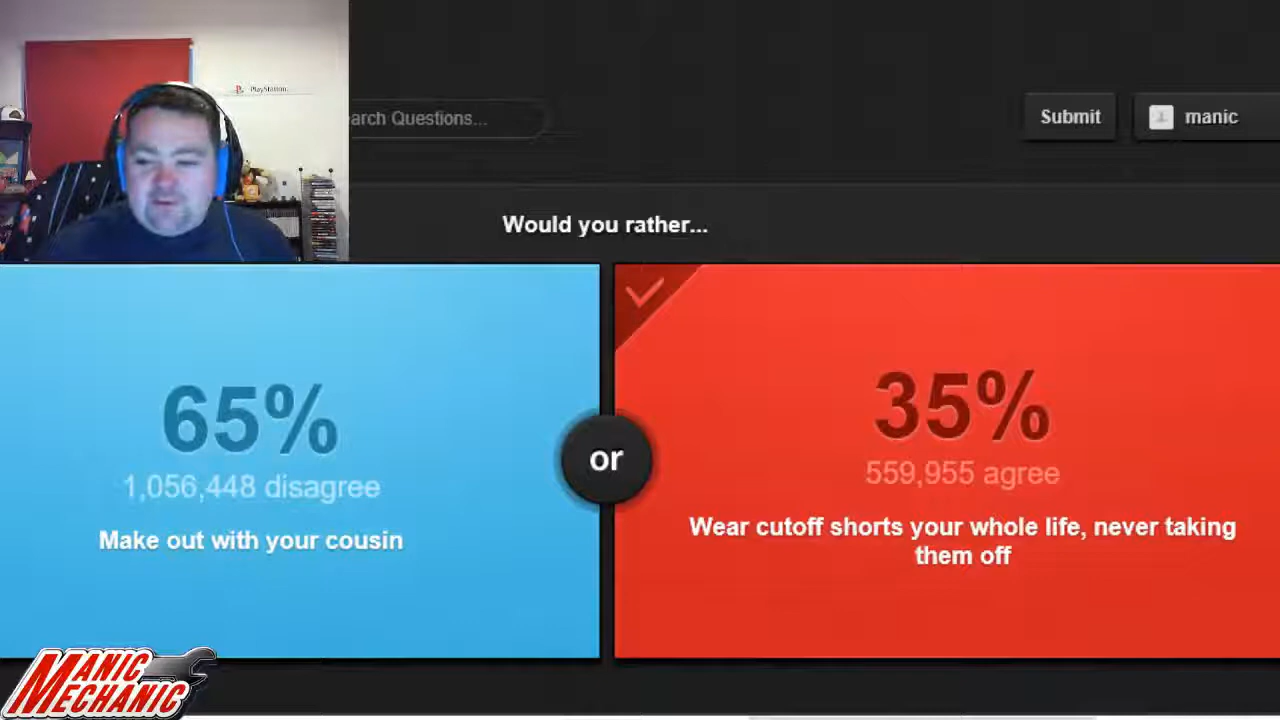 PlayStation
arch Questions...
Submit
manic
Would you rather...
65%
1,056,448 disagree
Make out with your cousin
or
35%
559,955 agree
Wear cutoff shorts your whole life, never taking
them off
MANIC
MECHANIC